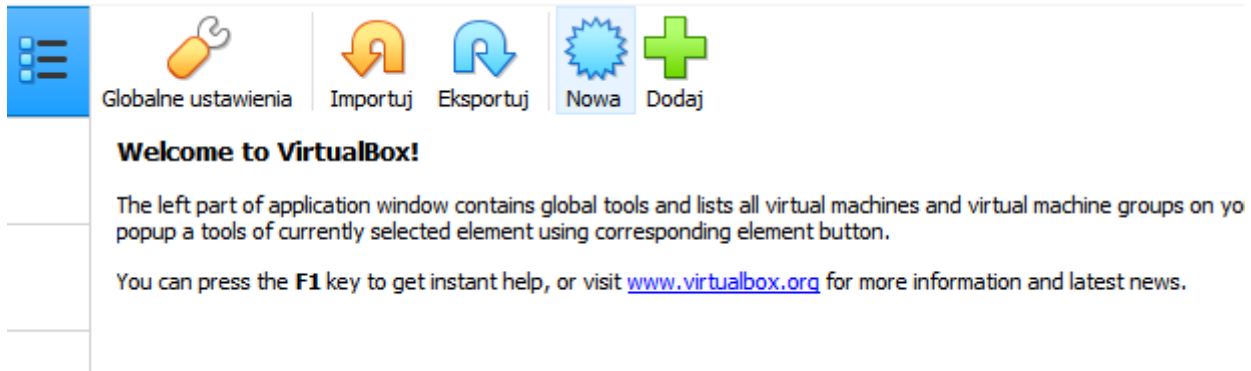 Globalne ustawienia Importuj Eksportuj Nowa Dodaj
Welcome to VirtualBox!
The left part of application window contains global tools and lists all virtual machines and virtual machine groups on yo
popup a tools of currently selected element using corresponding element button.
You can press the F1 key to get instant help, or visit www.virtualbox.org for more information and latest news.